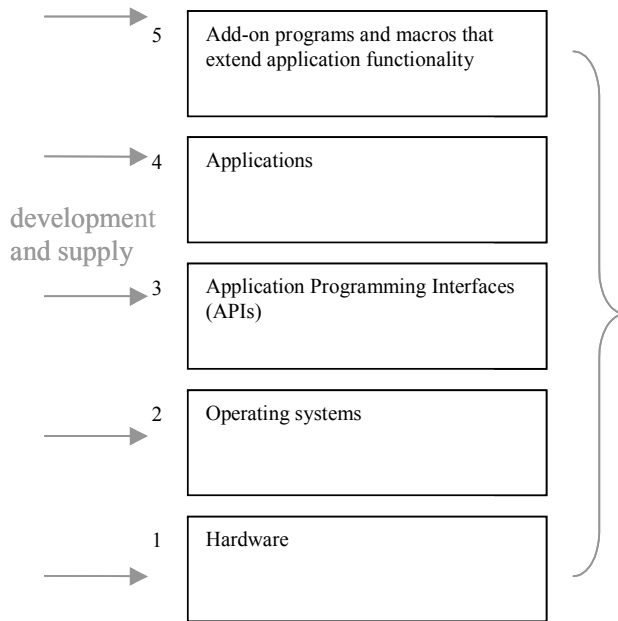 5
Add-on programs and macros that
extend application functionality
4
Applications
development
and supply
3
Application Programming Interfaces
(APIs)
2
Operating systems
1
Hardware